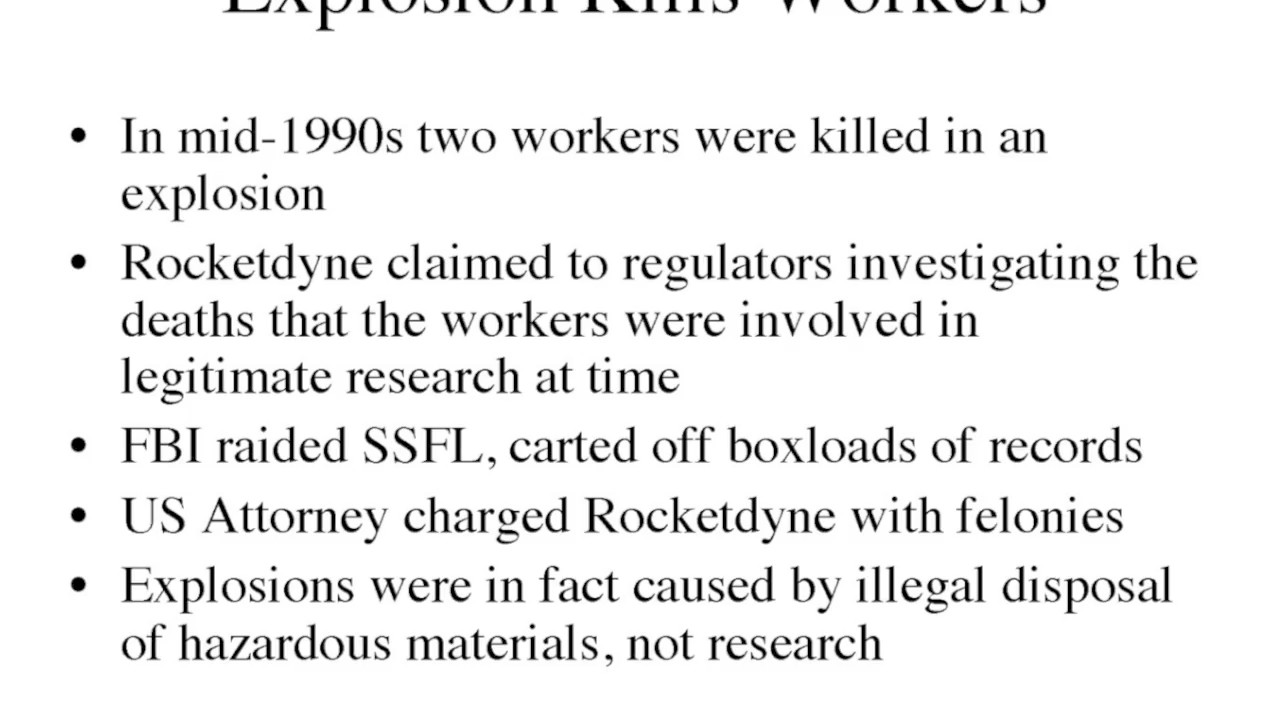 Explosion Kills Workers
• In mid-1990s two workers were killed in an
explosion
• Rocketdyne claimed to regulators investigating the
deaths that the workers were involved in
legitimate research at time
• FBI raided SSFL, carted off boxloads of records
• US Attorney charged Rocketdyne with felonies
• Explosions were in fact caused by illegal disposal
of hazardous materials, not research